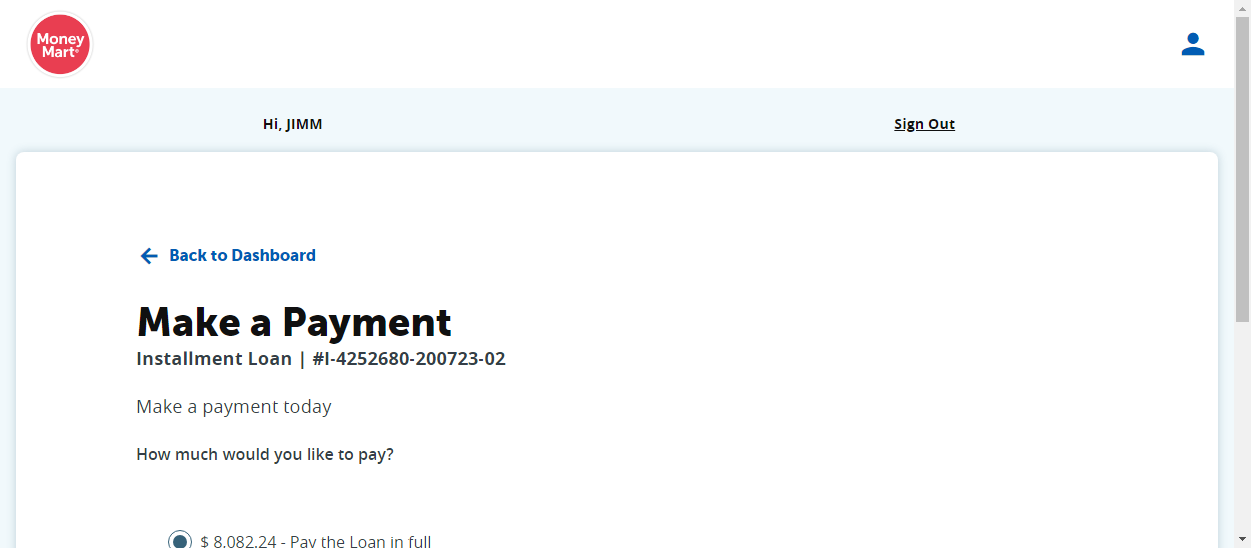 Money
Mart®
Hi, JIMM
Sign Out
Back to Dashboard
Make a Payment
Installment Loan | #I-4252680-200723-02
Make a payment today
How much would you like to pay?
$ 8,082.24 - Pay the Loan in full